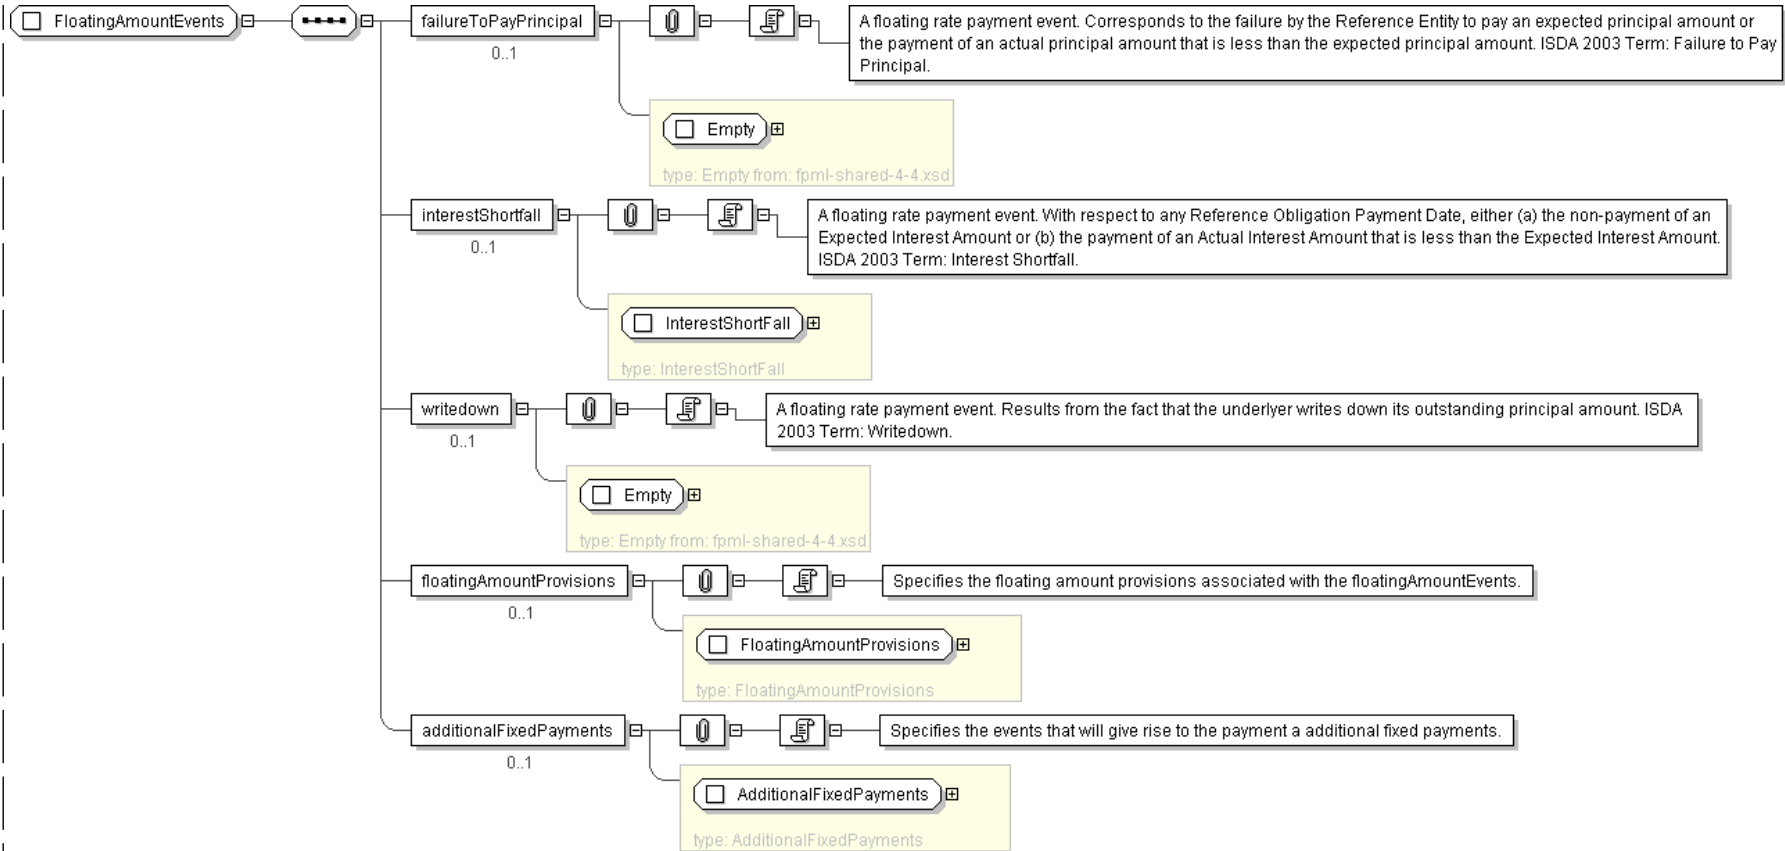 FloatingAmountEvents
failureToPayPrincipal
0..1
A floating rate payment event. Corresponds to the failure by the Reference Entity to pay an expected principal amount or
the payment of an actual principal amount that is less than the expected principal amount. ISDA 2003 Term: Failure to Pay
Principal.
Empty
type: Empty from: fpml-shared-4-4.xsd
interestShortfall
0..1
A floating rate payment event. With respect to any Reference Obligation Payment Date, either (a) the non-payment of an
Expected Interest Amount or (b) the payment of an Actual Interest Amount that is less than the Expected Interest Amount.
ISDA 2003 Term: Interest Shortfall.
InterestShortFall
type: InterestShortFall
writedown
0..1
A floating rate payment event. Results from the fact that the underlyer writes down its outstanding principal amount. ISDA
2003 Term: Writedown.
Empty
type: Empty from: fpml-shared-4-4.xsd
floatingAmountProvisions
0..1
Specifies the floating amount provisions associated with the floatingAmountEvents.
FloatingAmountProvisions
type: FloatingAmountProvisions
additionalFixedPayments
0..1
Specifies the events that will give rise to the payment a additional fixed payments.
AdditionalFixedPayments
type: AdditionalFixedPayments